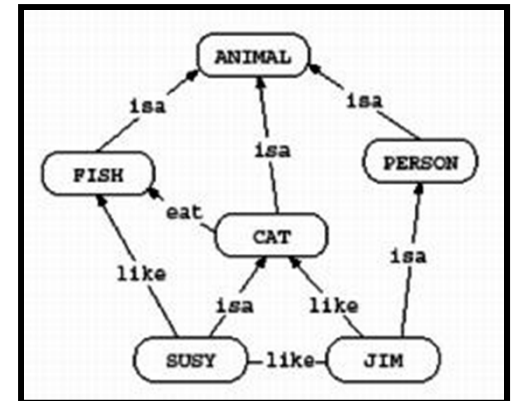 ANIMAL
isa
isa
isa
FISH
PERSON
eat
CAT
like
isa
like
isa
SUSY
like
JIM